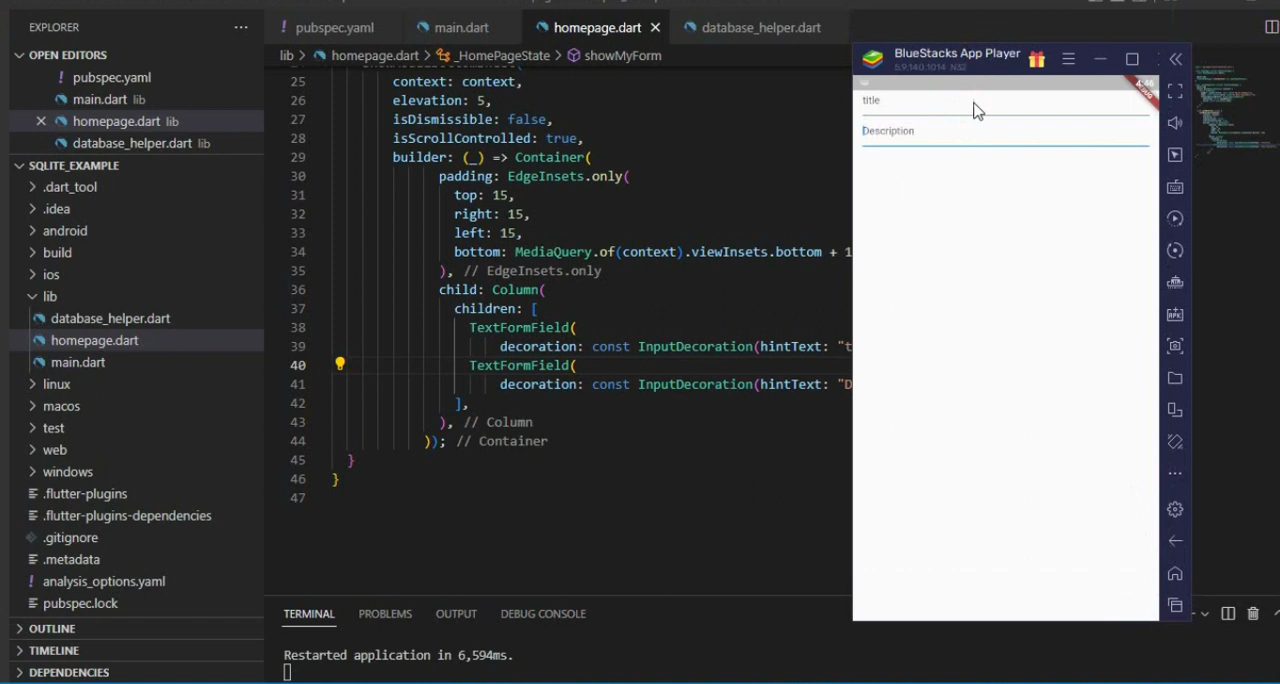 EXPLORER
OPEN EDITORS
pubspec.yaml
main.dart lib
homepage.dart lib
database_helper.dart lib
SQLITE_EXAMPLE
.dart_tool
.idea
android
build
ios
lib
database_helper.dart
homepage.dart
main.dart
linux
macos
test
web
windows
.flutter-plugins
.flutter-plugins-dependencies
.gitignore
.metadata
analysis_options.yaml
pubspec.lock
OUTLINE
TIMELINE
DEPENDENCIES
pubspec.yaml main.dart homepage.dart database_helper.dart
lib > homepage.dart > _HomePageState > showMyForm
25 context: context,
26 elevation: 5,
27 isDismissible: false,
28 isScrollControlled: true,
29 builder: (_) => Container(
30 padding: EdgeInsets.only(
31 top: 15,
32 right: 15,
33 left: 15,
34 bottom: MediaQuery.of(context).viewInsets.bottom + 1
35 ), // EdgeInsets.only
36 child: Column(
37 children: [
38 TextFormField(
39 decoration: const InputDecoration(hintText: "t
40 TextFormField(
41 decoration: const InputDecoration(hintText: "D
42 ],
43 ), // Column
44 )); // Container
45 }
46 }
47
TERMINAL PROBLEMS OUTPUT DEBUG CONSOLE
Restarted application in 6,594ms.
BlueStacks App Player
5.9.140.1014 N32
title
Description